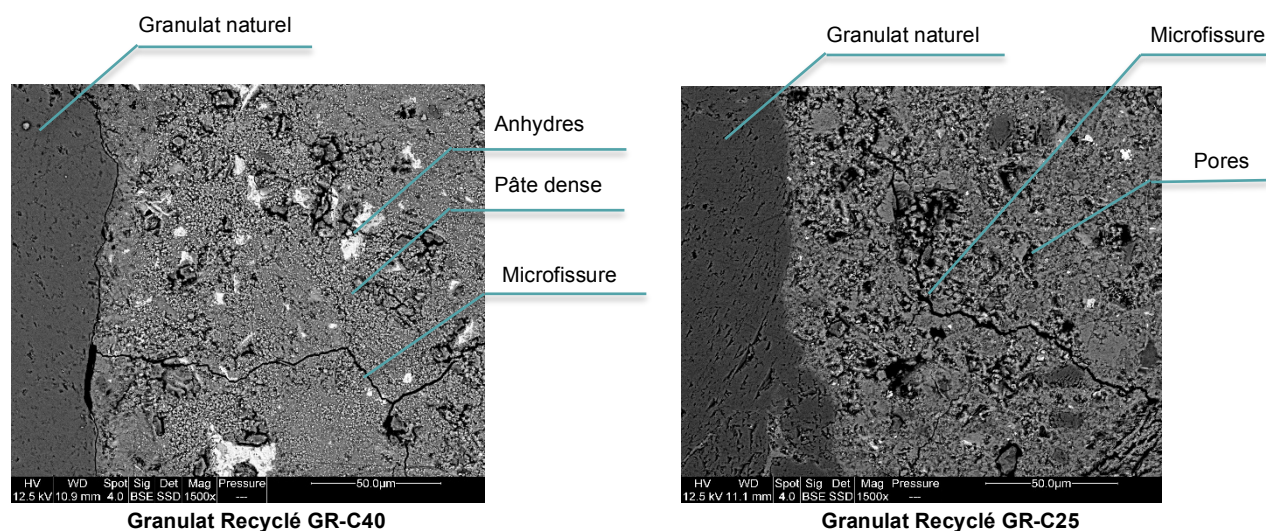 Granulat naturel
Anhydres
Pâte dense
Microfissure
HV WD Spot Sig Det Mag Pressure
12.5 kV 10.9 mm 4.0 BSE SSD 1500x --- 50.0µm
Granulat Recyclé GR-C40
Granulat naturel
Microfissure
Pores
HV WD Spot Sig Det Mag Pressure
12.5 kV 11.1 mm 4.0 BSE SSD 1500x --- 50.0µm
Granulat Recyclé GR-C25